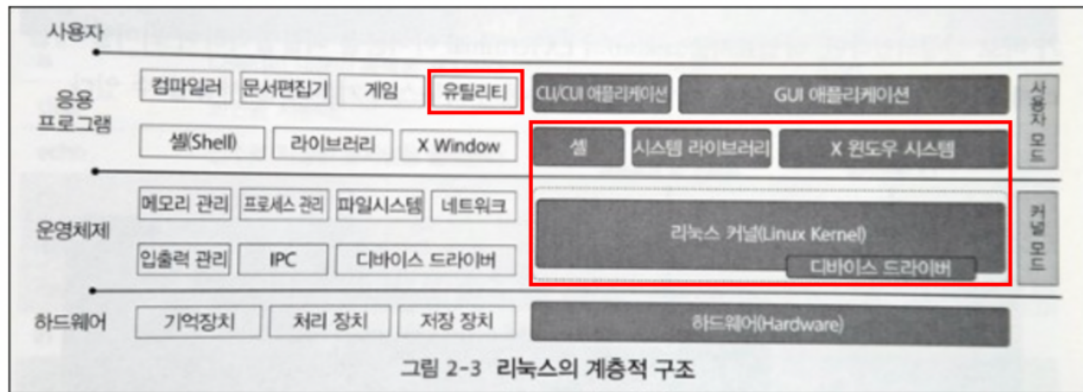 사용자
응용
프로그램
컴파일러 문서편집기 게임 유틸리티 CLI/CUI 애플리케이션 GUI 애플리케이션
셸(Shell) 라이브러리 X Window 셸 시스템 라이브러리 X 윈도우 시스템
사용자 모드
운영체제
메모리 관리 프로세스 관리 파일시스템 네트워크
리눅스 커널(Linux Kernel)
입출력 관리 IPC 디바이스 드라이버 디바이스 드라이버
커널 모드
하드웨어 기억장치 처리 장치 저장 장치 하드웨어(Hardware)
그림 2-3 리눅스의 계층적 구조